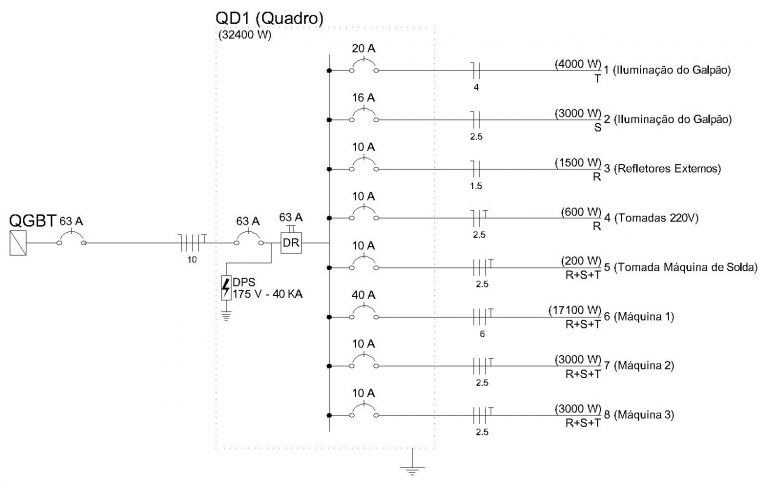 QD1 (Quadro)
(32400 W)
20 A
(4000 W)
1 (Iluminação do Galpão)
4
T
16 A
(3000 W)
2 (Iluminação do Galpão)
2.5
S
10 A
(1500 W)
3 (Refletores Externos)
1.5
R
10 A
(600 W)
4 (Tomadas 220V)
2.5
R
QGBT
63 A
10
63 A
63 A
DR
DPS
175 V - 40 KA
10 A
(200 W)
5 (Tomada Máquina de Solda)
2.5
R+S+T
40 A
(17100 W)
6 (Máquina 1)
6
R+S+T
10 A
(3000 W)
7 (Máquina 2)
2.5
R+S+T
10 A
(3000 W)
8 (Máquina 3)
2.5
R+S+T